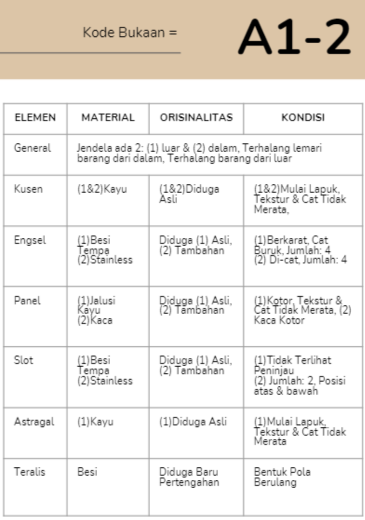 Kode Bukaan =
A1-2
ELEMEN MATERIAL ORISINALITAS KONDISI
General
Jendela ada 2: (1) luar & (2) dalam, Terhalang lemari
barang dari dalam, Terhalang barang dari luar
Kusen
(1&2)Kayu
(1&2)Diduga
Asli
(1&2)Mulai Lapuk,
Tekstur & Cat Tidak
Merata,
Engsel
(1)Besi
Tempa
(2)Stainless
Diduga (1) Asli,
(2) Tambahan
(1)Berkarat, Cat
Buruk, Jumlah: 4
(2) Di-cat, Jumlah: 4
Panel
(1)Jalusi
Kayu
(2)Kaca
Diduga (1) Asli,
(2) Tambahan
(1)Kotor, Tekstur &
Cat Tidak Merata, (2)
Kaca Kotor
Slot
(1)Besi
Tempa
(2)Stainless
Diduga (1) Asli,
(2) Tambahan
(1)Tidak Terlihat
Peninjau
(2) Jumlah: 2, Posisi
atas & bawah
Astragal
(1)Kayu
(1)Diduga Asli
(1)Mulai Lapuk,
Tekstur & Cat Tidak
Merata
Teralis
Besi
Diduga Baru
Pertengahan
Bentuk Pola
Berulang